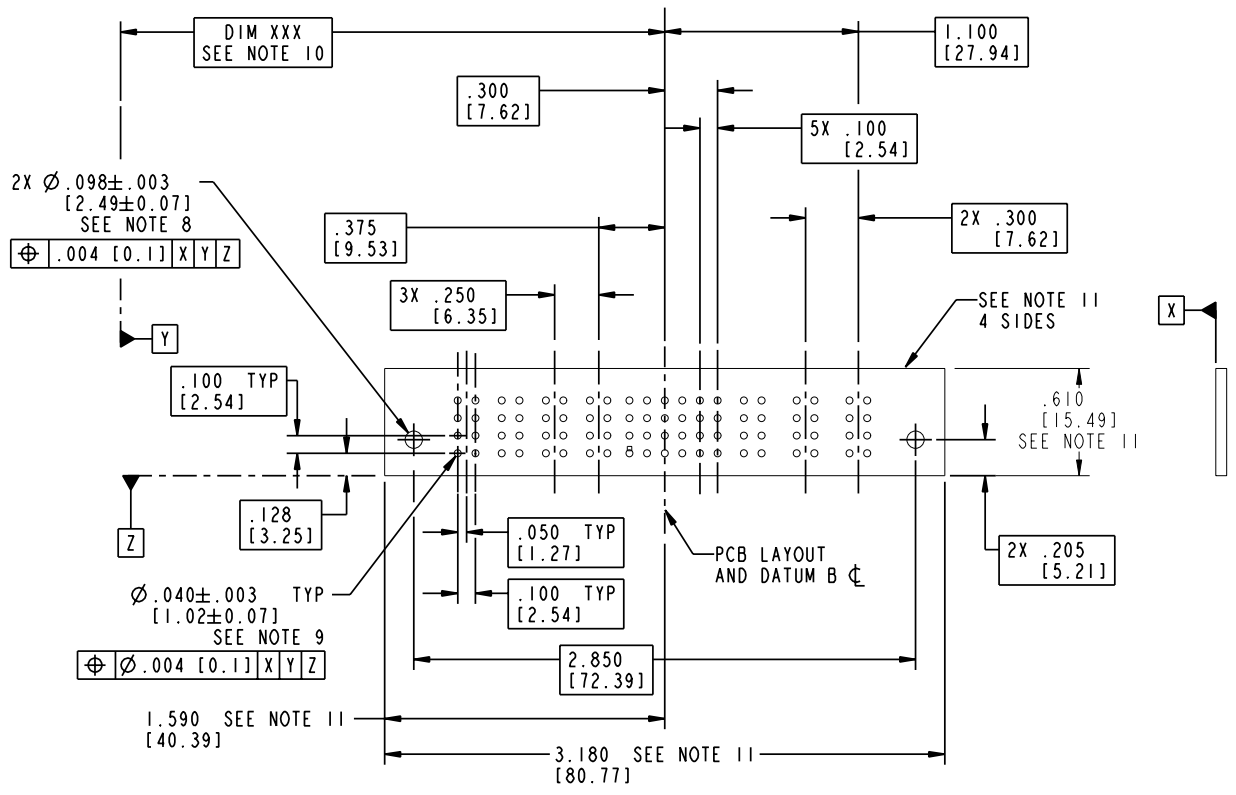 DIM XXX
SEE NOTE 10
1.100
[27.94]
.300
[7.62]
5X .100
[2.54]
2X Ø .098±.003
[2.49±0.07]
SEE NOTE 8
⌖ .004 [0.1] X Y Z
.375
[9.53]
2X .300
[7.62]
3X .250
[6.35]
SEE NOTE 11
4 SIDES
X
Y
.100 TYP
[2.54]
.610
[15.49]
SEE NOTE 11
.128
[3.25]
Z
.050 TYP
[1.27]
PCB LAYOUT
AND DATUM B ℄
2X .205
[5.21]
Ø .040±.003 TYP
[1.02±0.07]
SEE NOTE 9
⌖ Ø.004 [0.1] X Y Z
.100 TYP
[2.54]
2.850
[72.39]
1.590 SEE NOTE 11
[40.39]
3.180 SEE NOTE 11
[80.77]